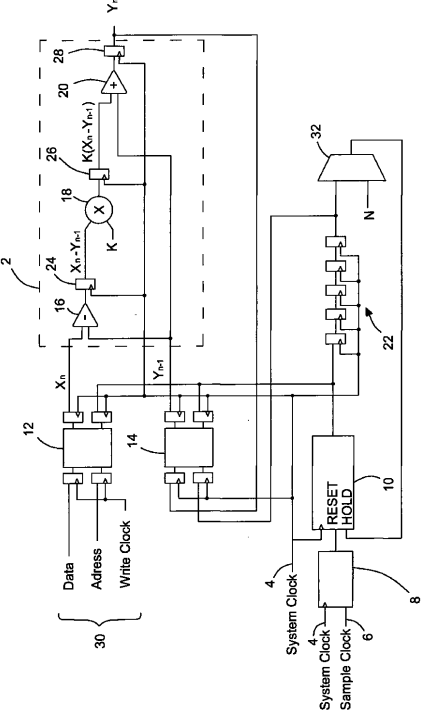 Yn
28
20
K(Xn-Yn-1)
26
18
X
K
2
Xn-Yn-1
24
16
-
+
Xn
Yn-1
12
14
Data
Adress
Write Clock
30
32
N
22
4
System Clock
RESET
HOLD
10
System Clock
4
Sample Clock
6
8